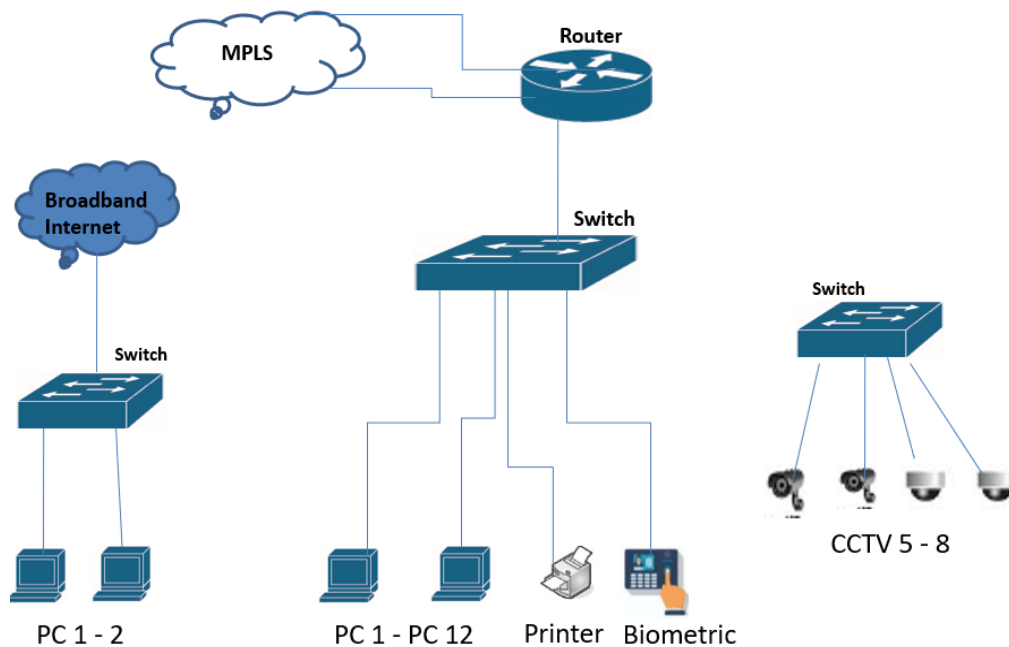 MPLS
Router
Broadband
Internet
Switch
Switch
Switch
PC 1 - 2
PC 1 - PC 12
Printer
Biometric
CCTV 5 - 8